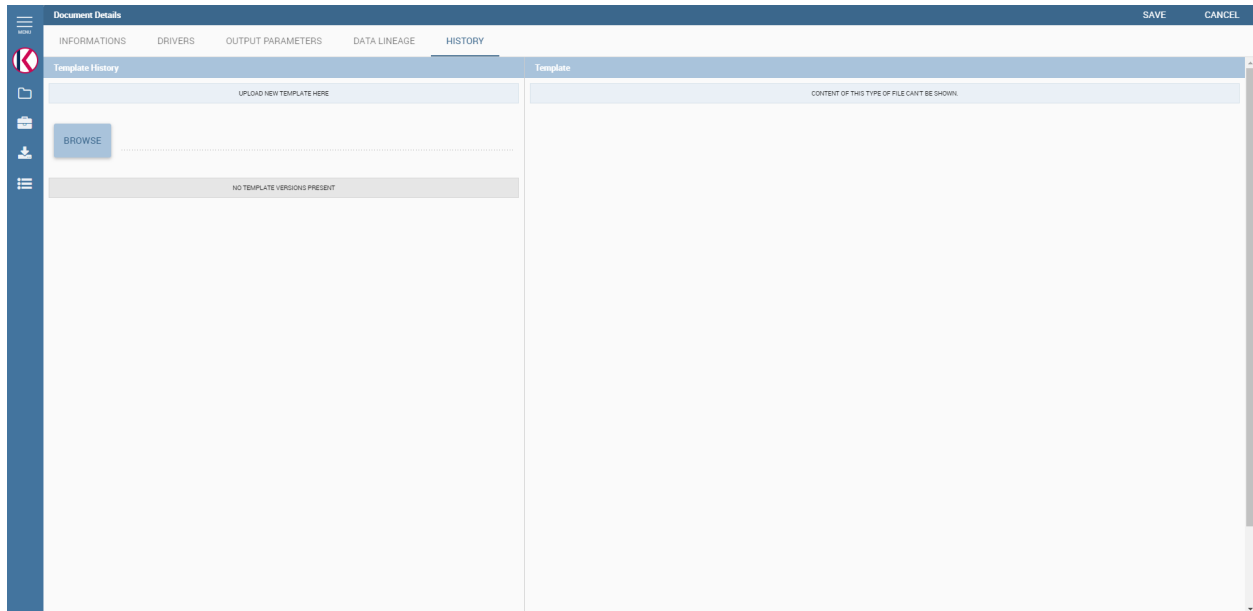 MENU
Document Details
SAVE CANCEL
INFORMATIONS DRIVERS OUTPUT PARAMETERS DATA LINEAGE HISTORY
Template History
UPLOAD NEW TEMPLATE HERE
BROWSE
NO TEMPLATE VERSIONS PRESENT
Template
CONTENT OF THIS TYPE OF FILE CAN'T BE SHOWN.